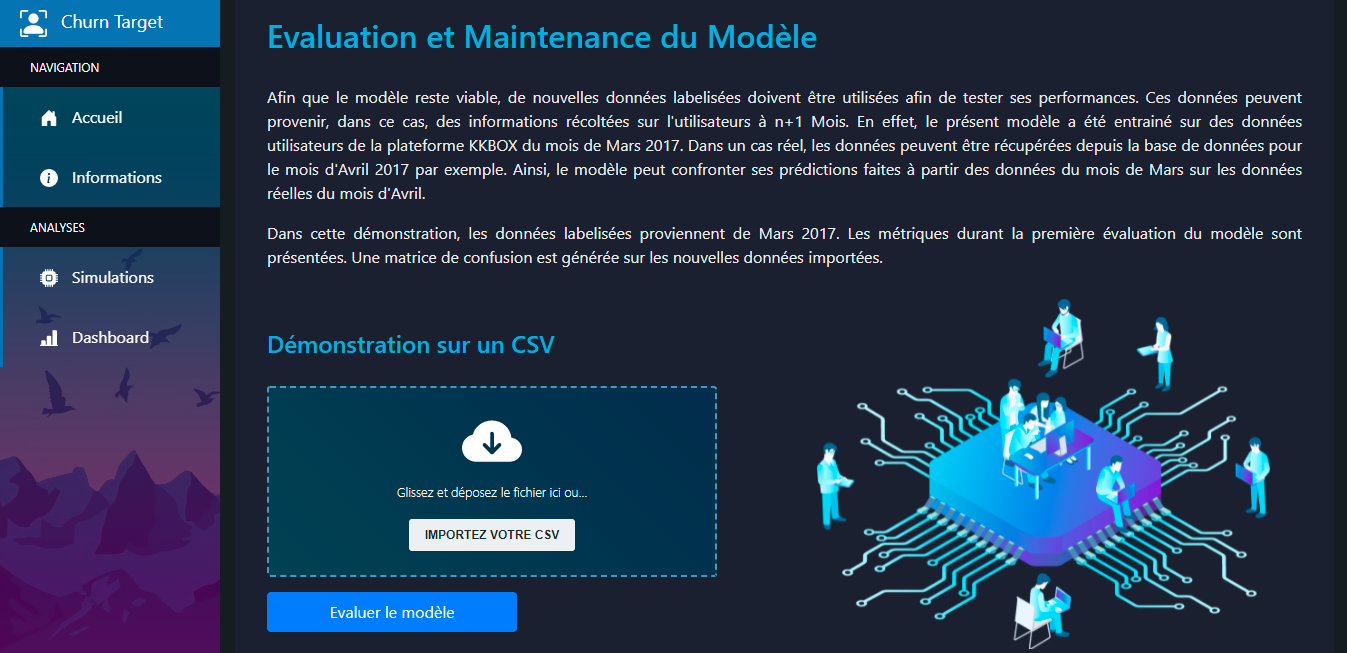 Churn Target
NAVIGATION
Accueil
Informations
ANALYSES
Simulations
Dashboard
Evaluation et Maintenance du Modèle
Afin que le modèle reste viable, de nouvelles données labelisées doivent être utilisées afin de tester ses performances. Ces données peuvent
provenir, dans ce cas, des informations récoltées sur l'utilisateurs à n+1 Mois. En effet, le présent modèle a été entrainé sur des données
utilisateurs de la plateforme KKBOX du mois de Mars 2017. Dans un cas réel, les données peuvent être récupérées depuis la base de données pour
le mois d'Avril 2017 par exemple. Ainsi, le modèle peut confronter ses prédictions faites à partir des données du mois de Mars sur les données
réelles du mois d'Avril.
Dans cette démonstration, les données labelisées proviennent de Mars 2017. Les métriques durant la première évaluation du modèle sont
présentées. Une matrice de confusion est générée sur les nouvelles données importées.
Démonstration sur un CSV
Glissez et déposez le fichier ici ou...
IMPORTEZ VOTRE CSV
Evaluer le modèle